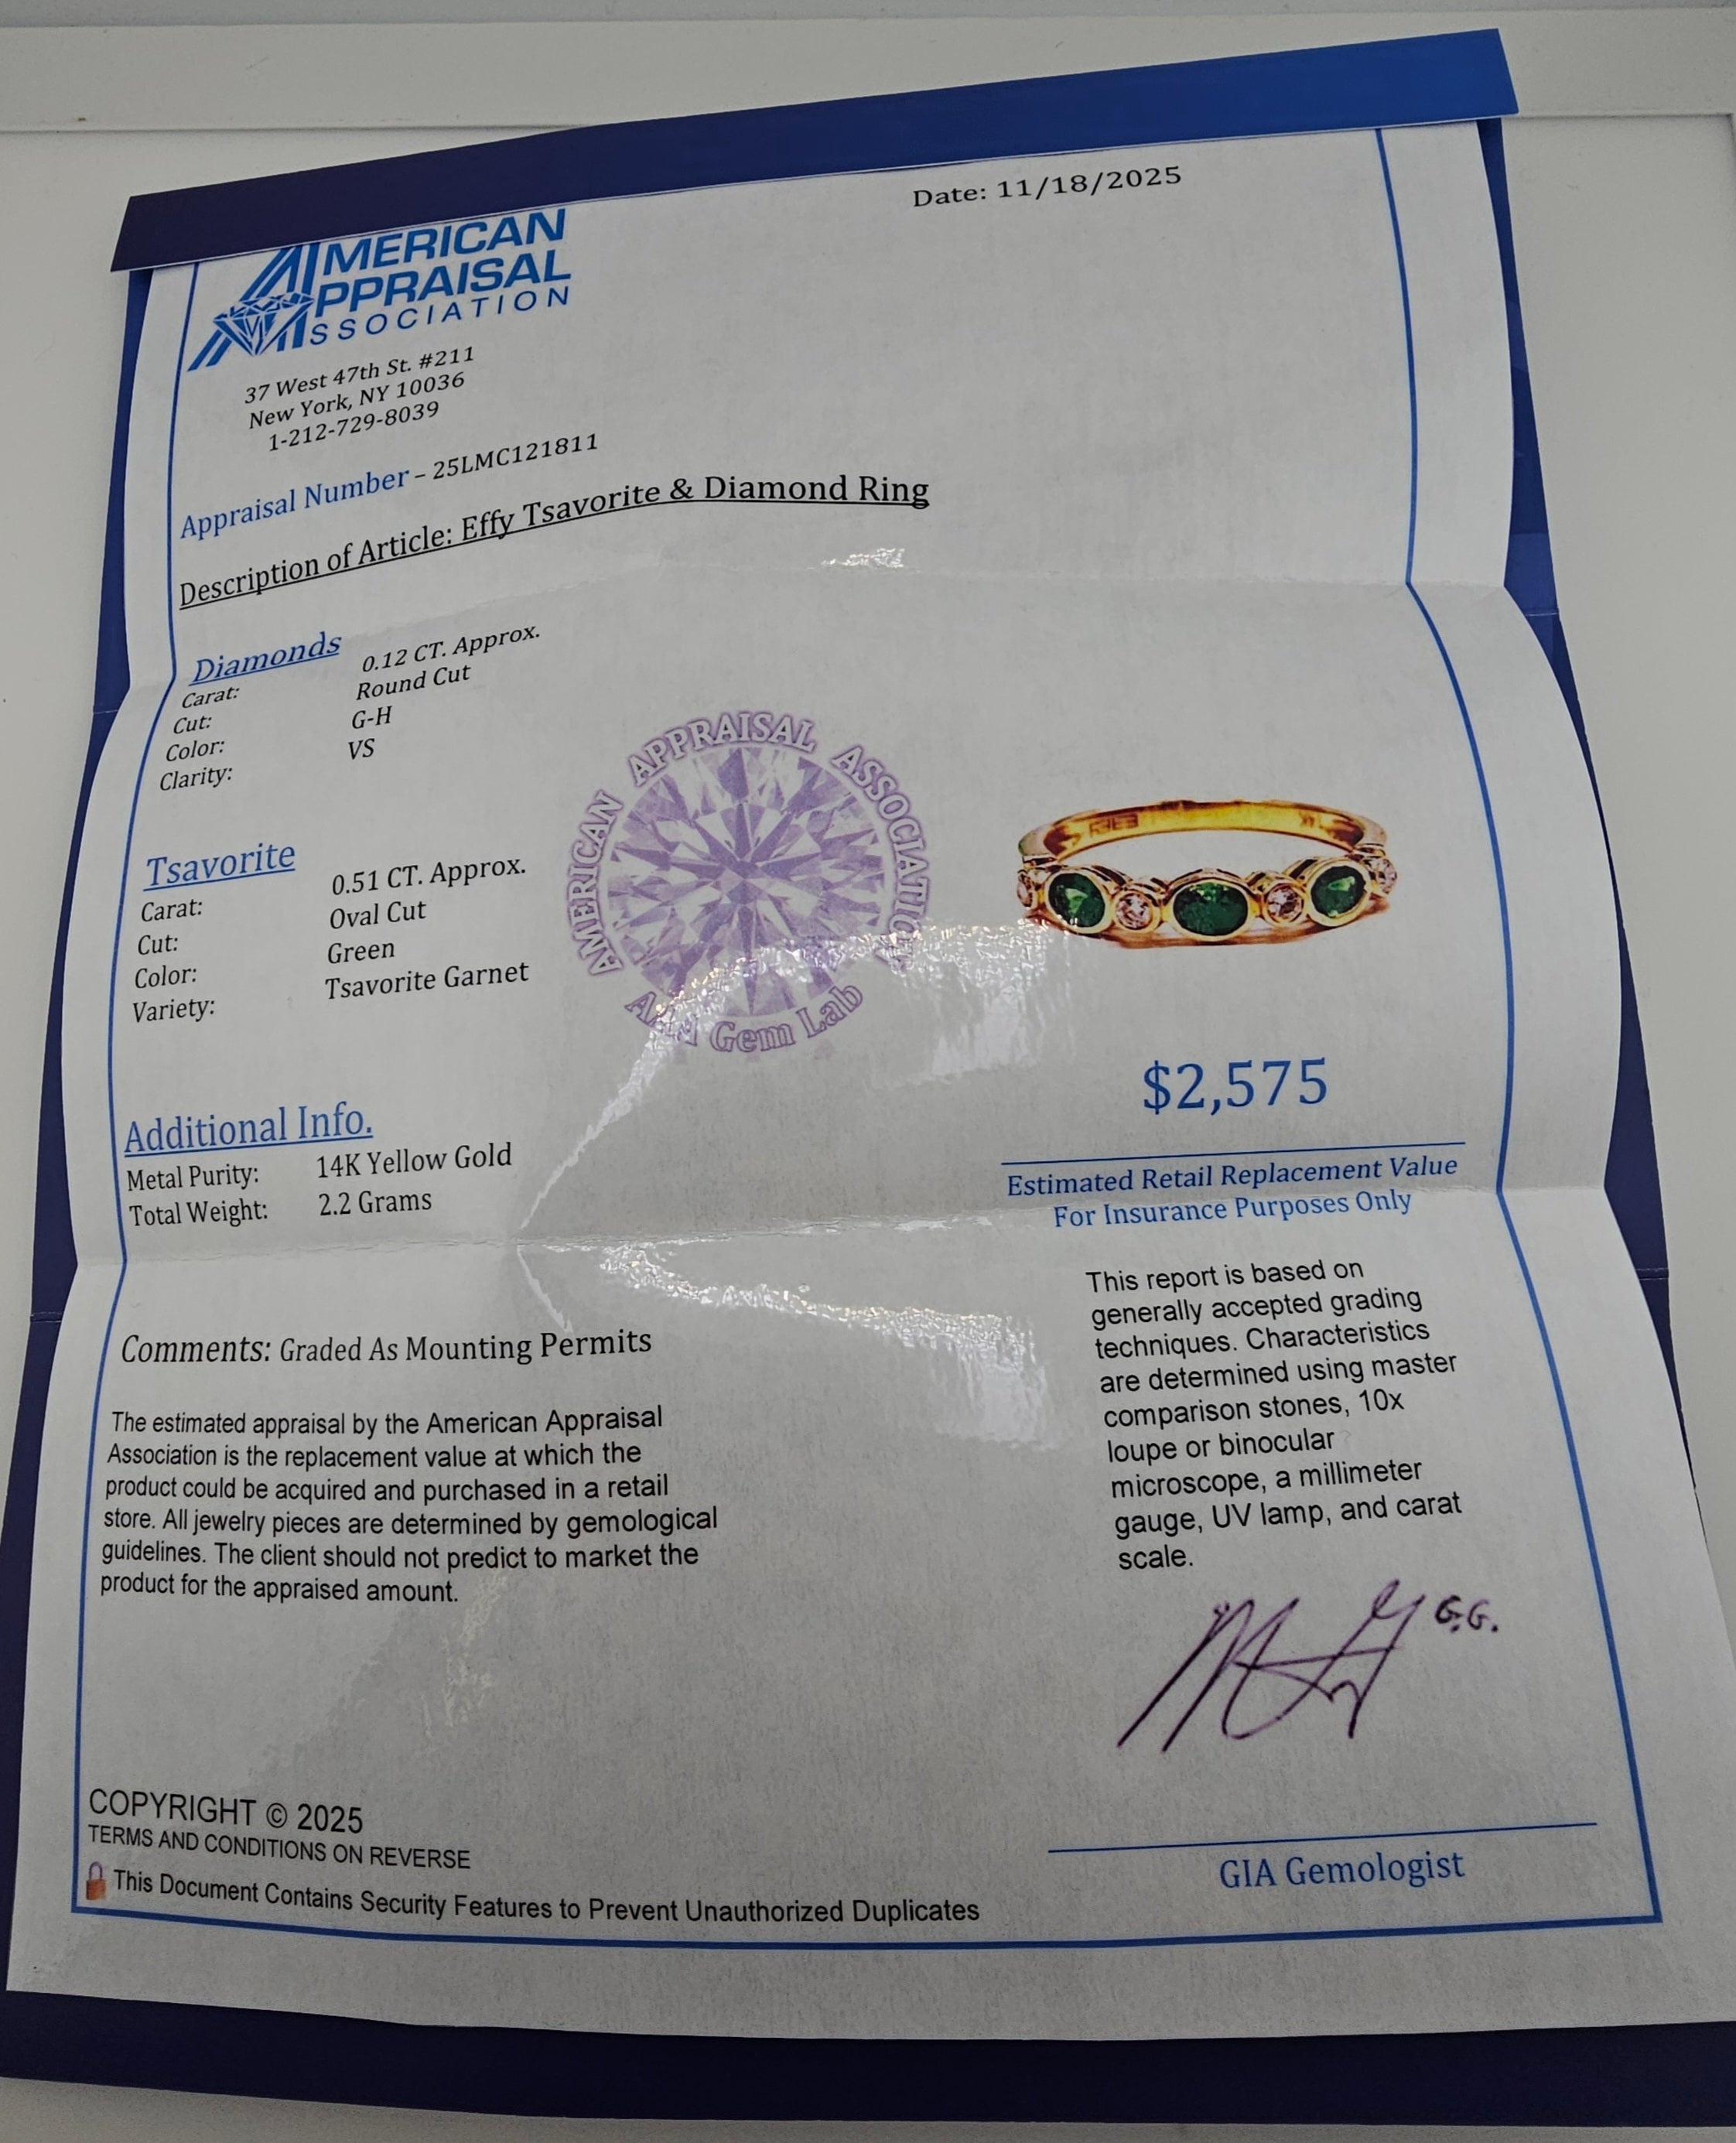 Date: 11/18/2025
AMERICAN
APPRAISAL
ASSOCIATION
37 West 47th St. #211
New York, NY 10036
1-212-729-8039
Appraisal Number – 25LMC121811
Description of Article: Effy Tsavorite & Diamond Ring
Diamonds
Carat: 0.12 CT. Approx.
Cut: Round Cut
Color: G-H
Clarity: VS
Tsavorite
Carat: 0.51 CT. Approx.
Cut: Oval Cut
Color: Green
Variety: Tsavorite Garnet
AMERICAN APPRAISAL ASSOCIATION
AAA Gem Lab
Additional Info.
Metal Purity: 14K Yellow Gold
Total Weight: 2.2 Grams
$2,575
Estimated Retail Replacement Value
For Insurance Purposes Only
Comments: Graded As Mounting Permits
The estimated appraisal by the American Appraisal
Association is the replacement value at which the
product could be acquired and purchased in a retail
store. All jewelry pieces are determined by gemological
guidelines. The client should not predict to market the
product for the appraised amount.
This report is based on
generally accepted grading
techniques. Characteristics
are determined using master
comparison stones, 10x
loupe or binocular
microscope, a millimeter
gauge, UV lamp, and carat
scale.
G.G.
GIA Gemologist
COPYRIGHT © 2025
TERMS AND CONDITIONS ON REVERSE
This Document Contains Security Features to Prevent Unauthorized Duplicates